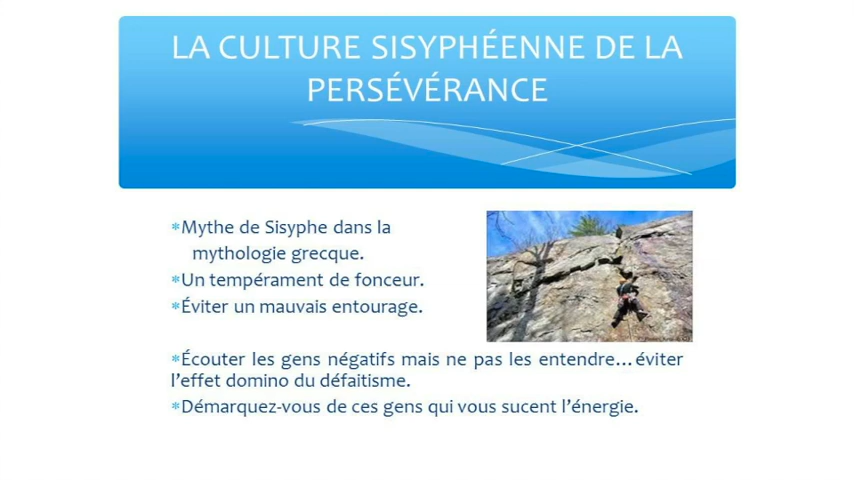 LA CULTURE SISYPHÉENNE DE LA
PERSÉVÉRANCE
*Mythe de Sisyphe dans la
mythologie grecque.
*Un tempérament de fonceur.
*Éviter un mauvais entourage.
*Écouter les gens négatifs mais ne pas les entendre…éviter
l’effet domino du défaitisme.
*Démarquez-vous de ces gens qui vous sucent l’énergie.